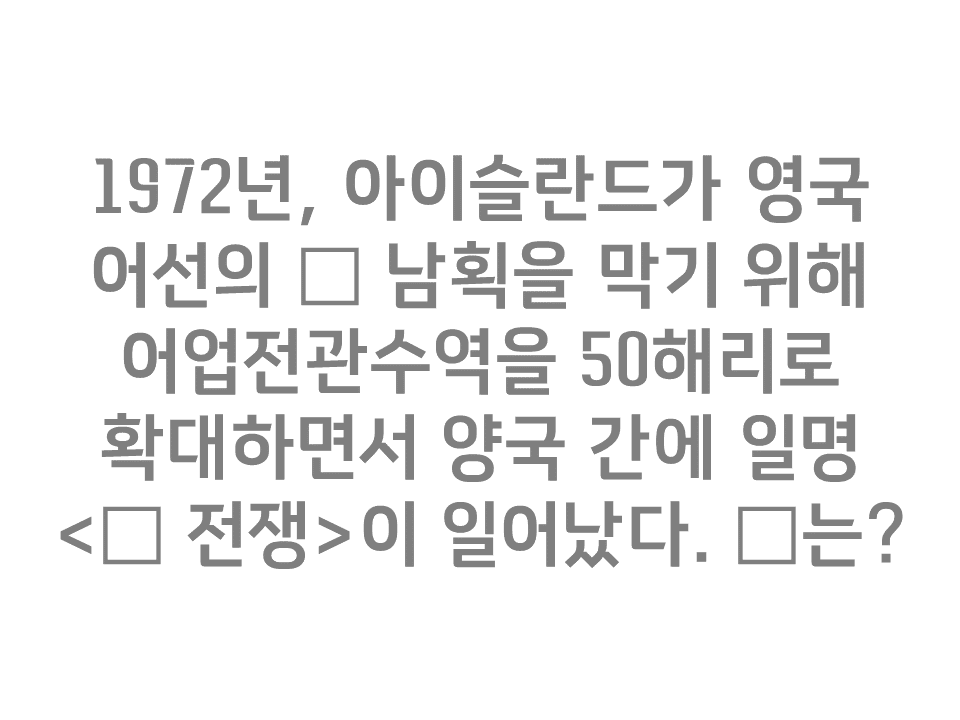 1972년, 아이슬란드가 영국
어선의 □ 남획을 막기 위해
어업전관수역을 50해리로
확대하면서 양국 간에 일명
<□ 전쟁>이 일어났다. □는?